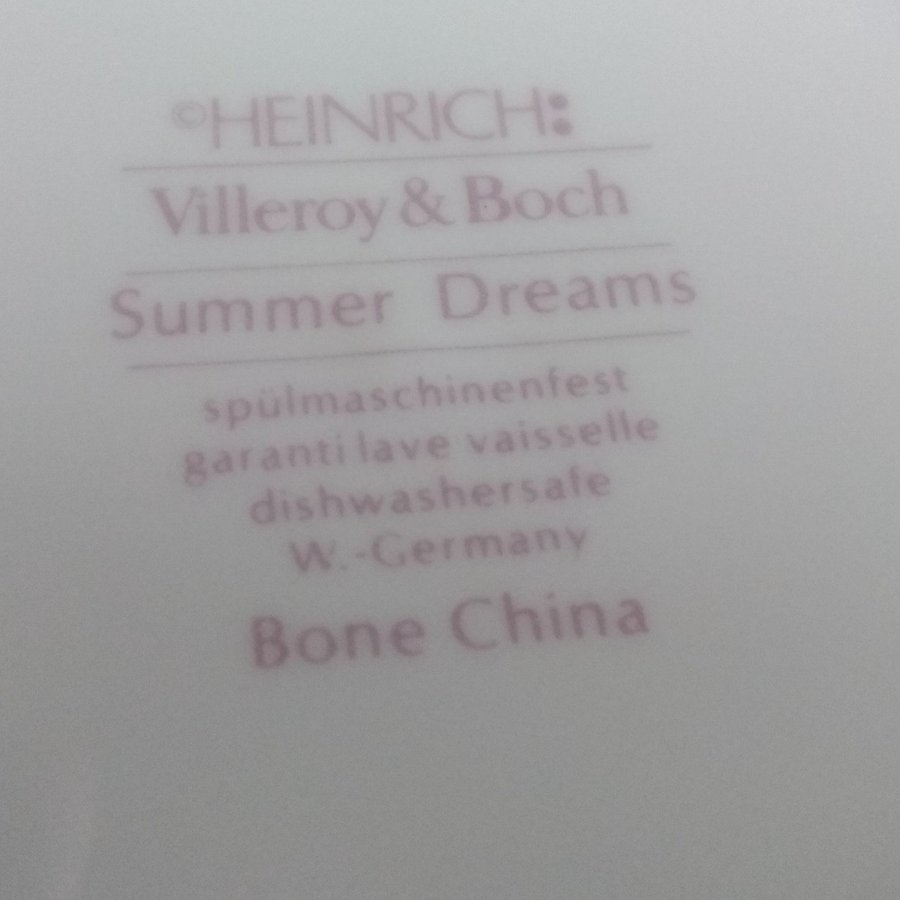 ©HEINRICH:
Villeroy & Boch
Summer Dreams
spülmaschinenfest
garanti lave vaisselle
dishwashersafe
W.-Germany
Bone China